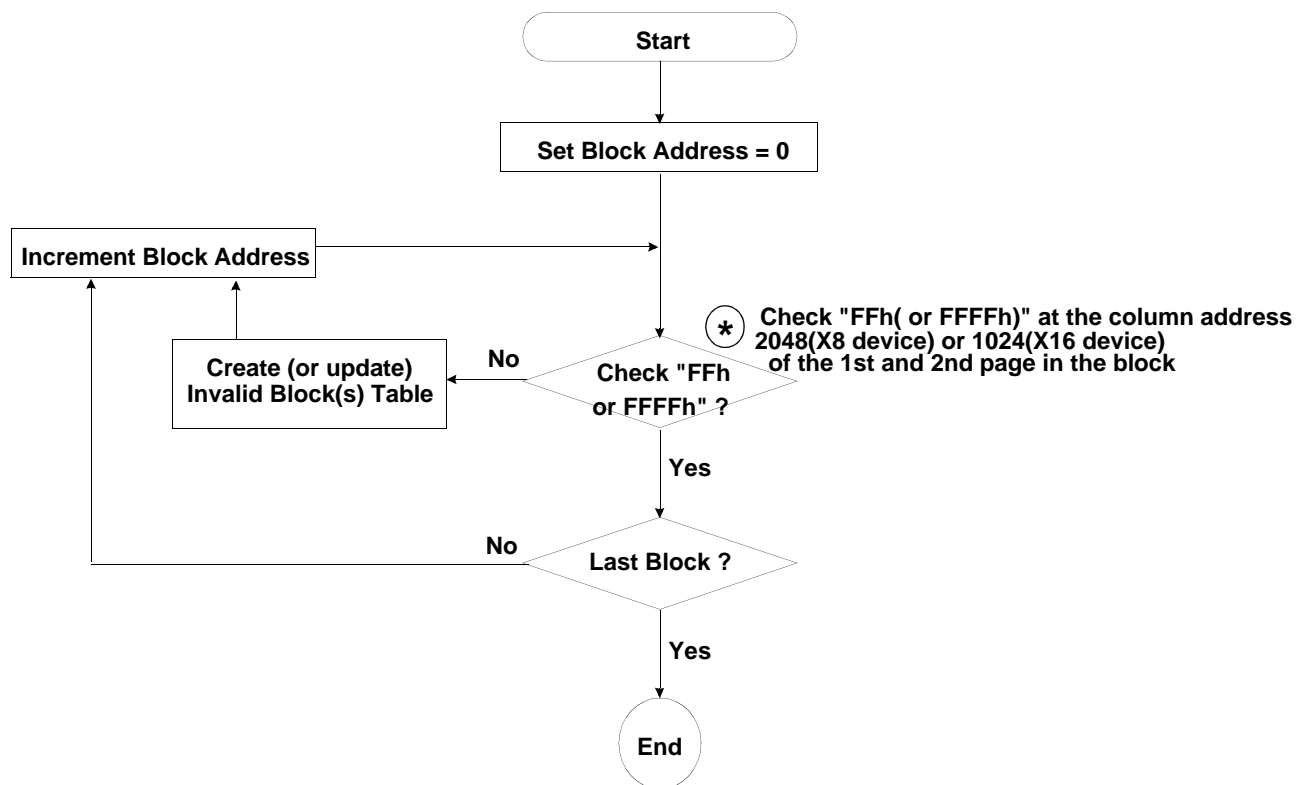 Start
Set Block Address = 0
Increment Block Address
*
Check "FFh( or FFFFh)" at the column address
2048(X8 device) or 1024(X16 device)
of the 1st and 2nd page in the block
No
Create (or update)
Invalid Block(s) Table
Check "FFh
or FFFFh" ?
Yes
No
Last Block ?
Yes
End